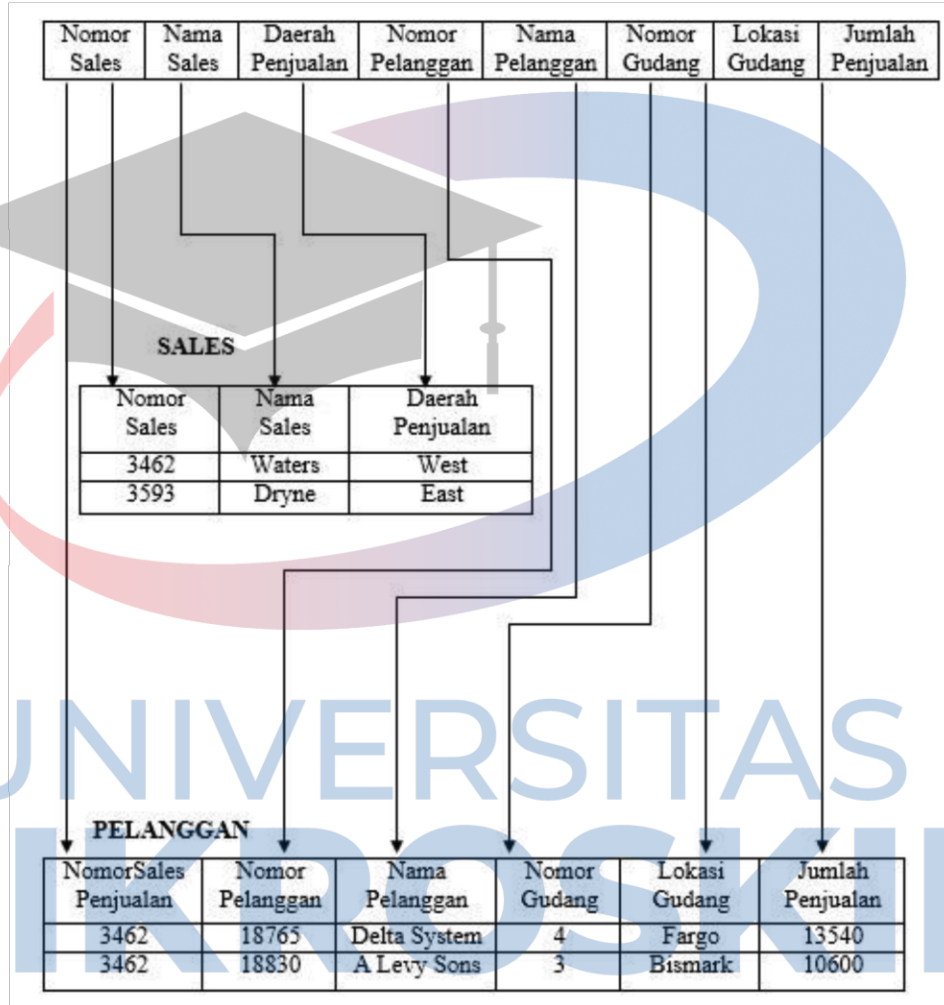 Nomor Nama Daerah Nomor Nama Nomor Lokasi Jumlah
Sales Sales Penjualan Pelanggan Pelanggan Gudang Gudang Penjualan
SALES
Nomor Nama Daerah
Sales Sales Penjualan
3462 Waters West
3593 Dryne East
UNIVERSITAS
MIKROSKIL
PELANGGAN
NomorSales Nomor Nama Nomor Lokasi Jumlah
Penjualan Pelanggan Pelanggan Gudang Gudang Penjualan
3462 18765 Delta System 4 Fargo 13540
3462 18830 A Levy Sons 3 Bismark 10600